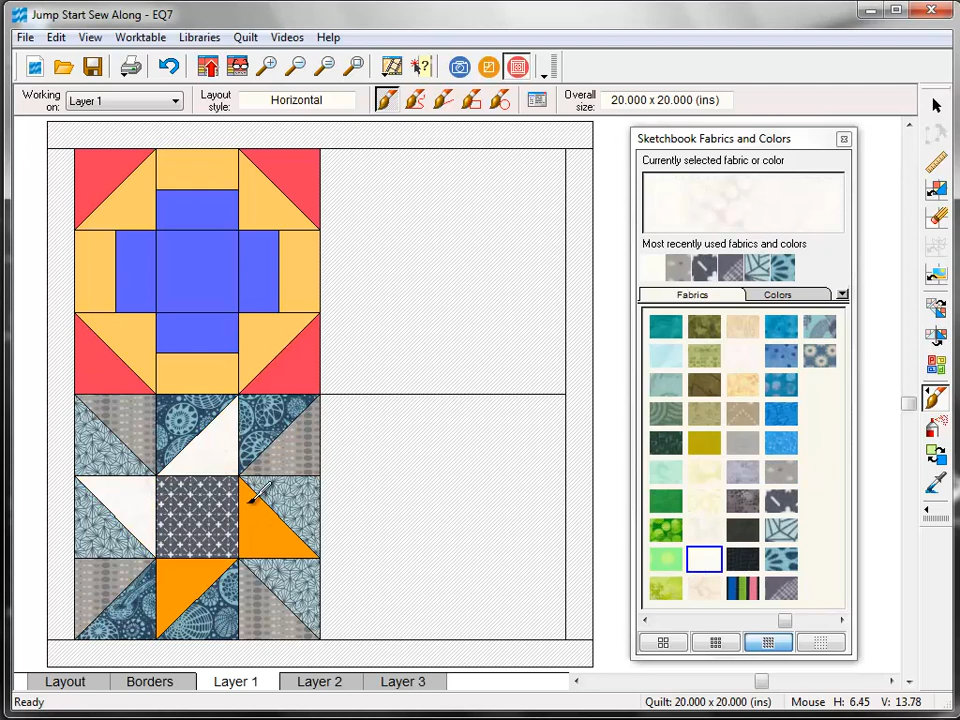 Jump Start Sew Along - EQ7
File Edit View Worktable Libraries Quilt Videos Help
Working on: Layer 1 Layout style: Horizontal Overall size: 20.000 x 20.000 (ins)
Sketchbook Fabrics and Colors
Currently selected fabric or color
Most recently used fabrics and colors
Fabrics Colors
Layout Borders Layer 1 Layer 2 Layer 3
Ready Quilt: 20.000 x 20.000 (ins) Mouse H: 6.45 V: 13.78